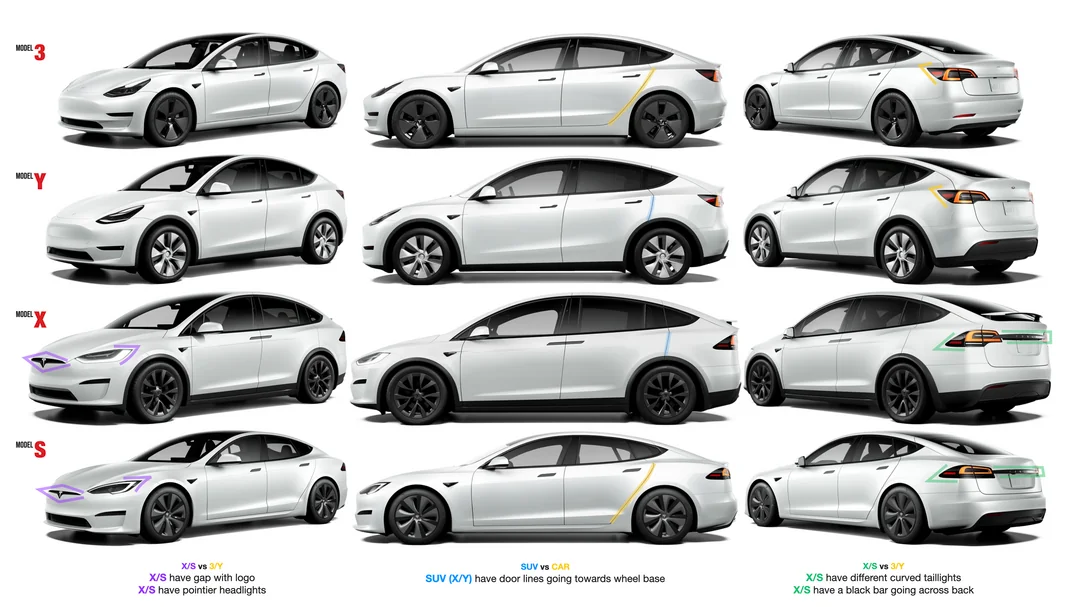 MODEL 3
MODEL Y
MODEL X
MODEL S
X/S vs 3/Y
X/S have gap with logo
X/S have pointier headlights
SUV vs CAR
SUV (X/Y) have door lines going towards wheel base
X/S vs 3/Y
X/S have different curved taillights
X/S have a black bar going across back